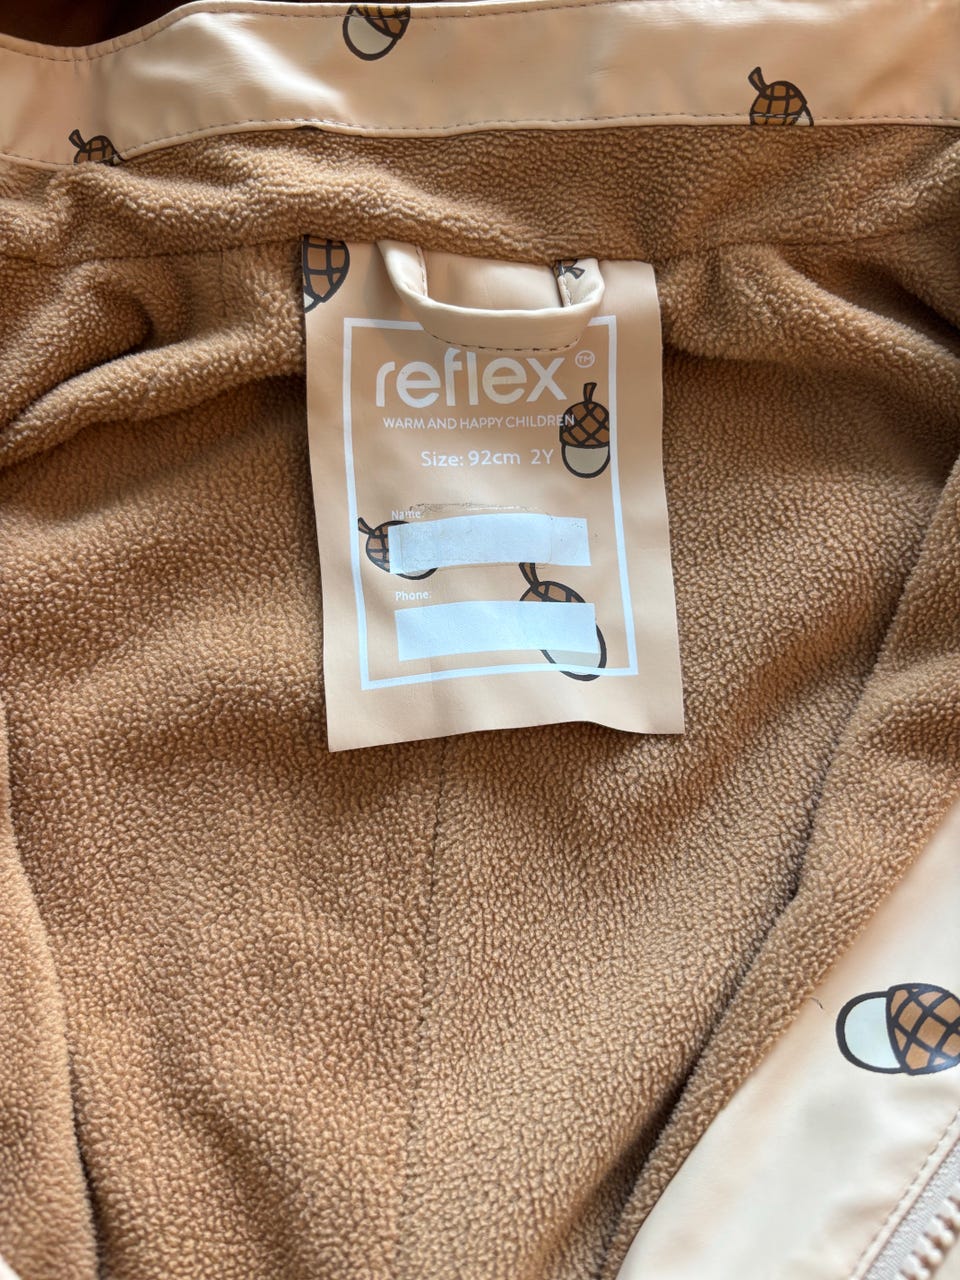 reflex™
WARM AND HAPPY CHILDREN
Size: 92cm 2Y
Name:
Phone: